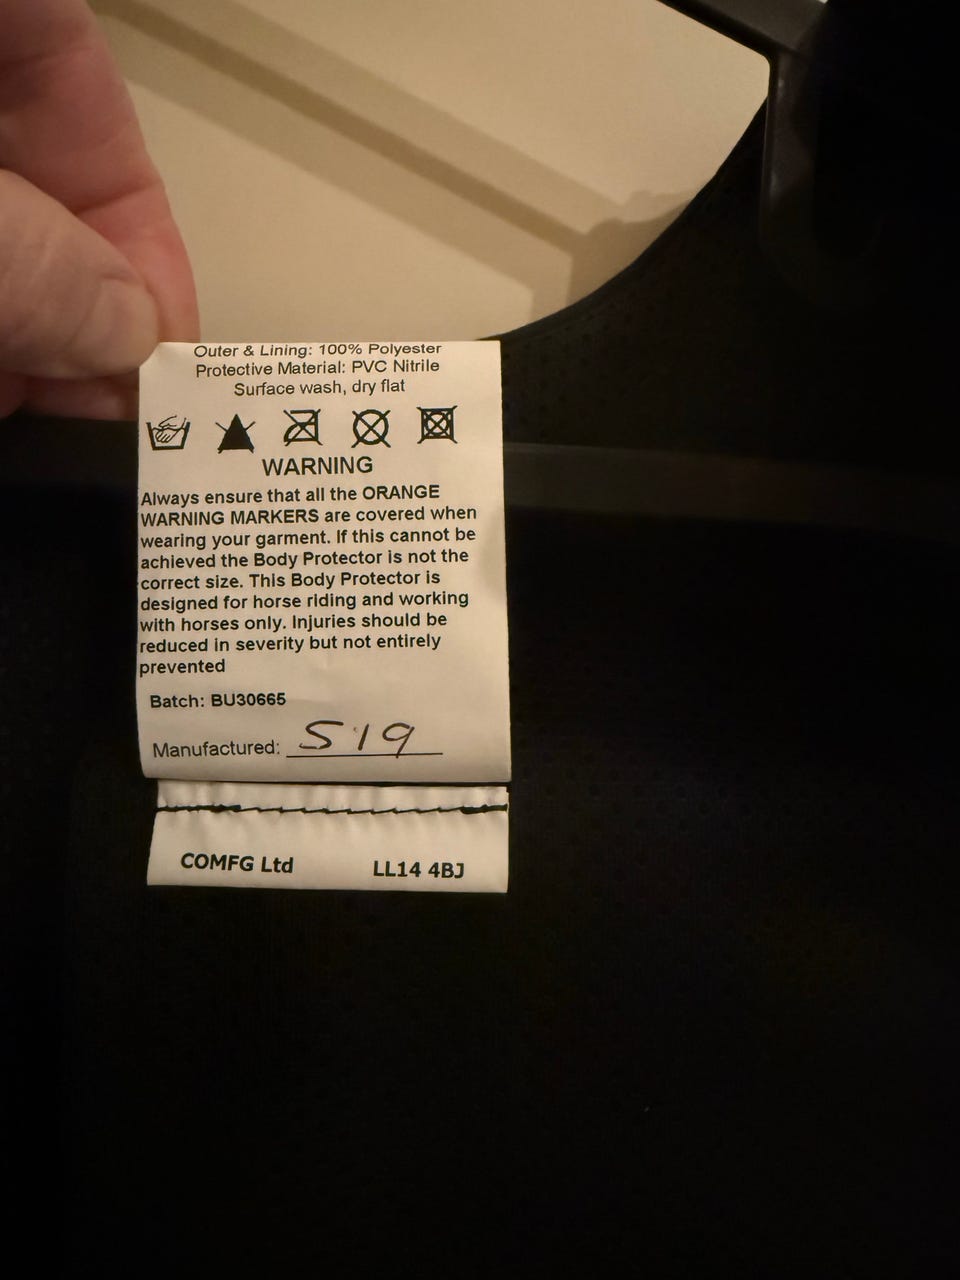 Outer & Lining: 100% Polyester
Protective Material: PVC Nitrile
Surface wash, dry flat
WARNING
Always ensure that all the ORANGE
WARNING MARKERS are covered when
wearing your garment. If this cannot be
achieved the Body Protector is not the
correct size. This Body Protector is
designed for horse riding and working
with horses only. Injuries should be
reduced in severity but not entirely
prevented
Batch: BU30665
Manufactured: 519
COMFG Ltd LL14 4BJ